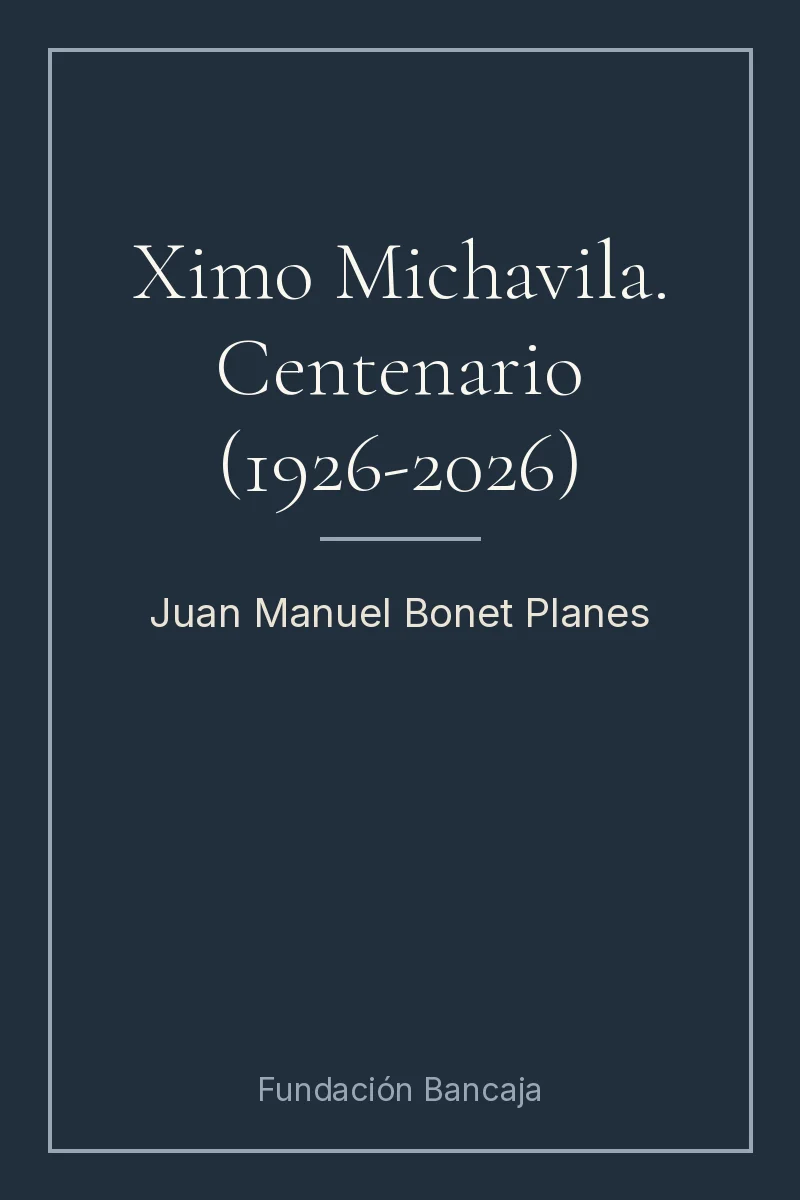 Ximo Michavila.
Centenario
(1926-2026)
Juan Manuel Bonet Planes
Fundación Bancaja